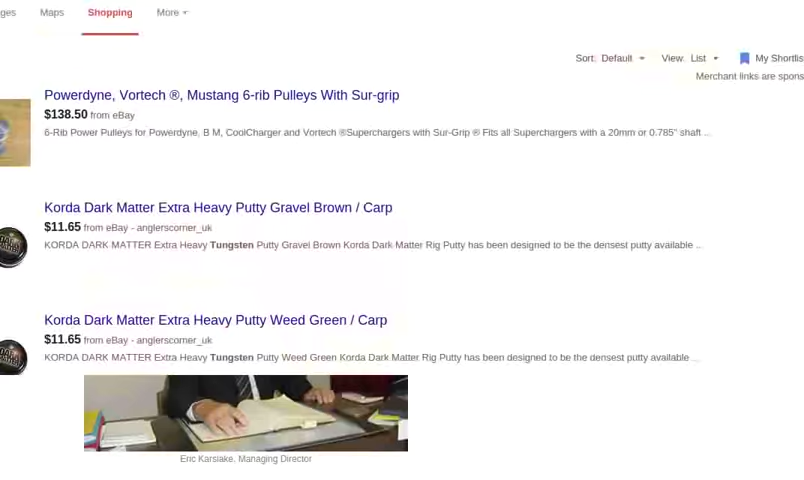 ges Maps Shopping More
Sort: Default View: List My Shortlis
Merchant links are spons
Powerdyne, Vortech ®, Mustang 6-rib Pulleys With Sur-grip
$138.50 from eBay
6-Rib Power Pulleys for Powerdyne, B M, CoolCharger and Vortech ®Superchargers with Sur-Grip ® Fits all Superchargers with a 20mm or 0.785" shaft ...
Korda Dark Matter Extra Heavy Putty Gravel Brown / Carp
$11.65 from eBay - anglerscorner_uk
KORDA DARK MATTER Extra Heavy Tungsten Putty Gravel Brown Korda Dark Matter Rig Putty has been designed to be the densest putty available ...
Korda Dark Matter Extra Heavy Putty Weed Green / Carp
$11.65 from eBay - anglerscorner_uk
KORDA DARK MATTER Extra Heavy Tungsten Putty Weed Green Korda Dark Matter Rig Putty has been designed to be the densest putty available ...
Eric Karsiake. Managing Director